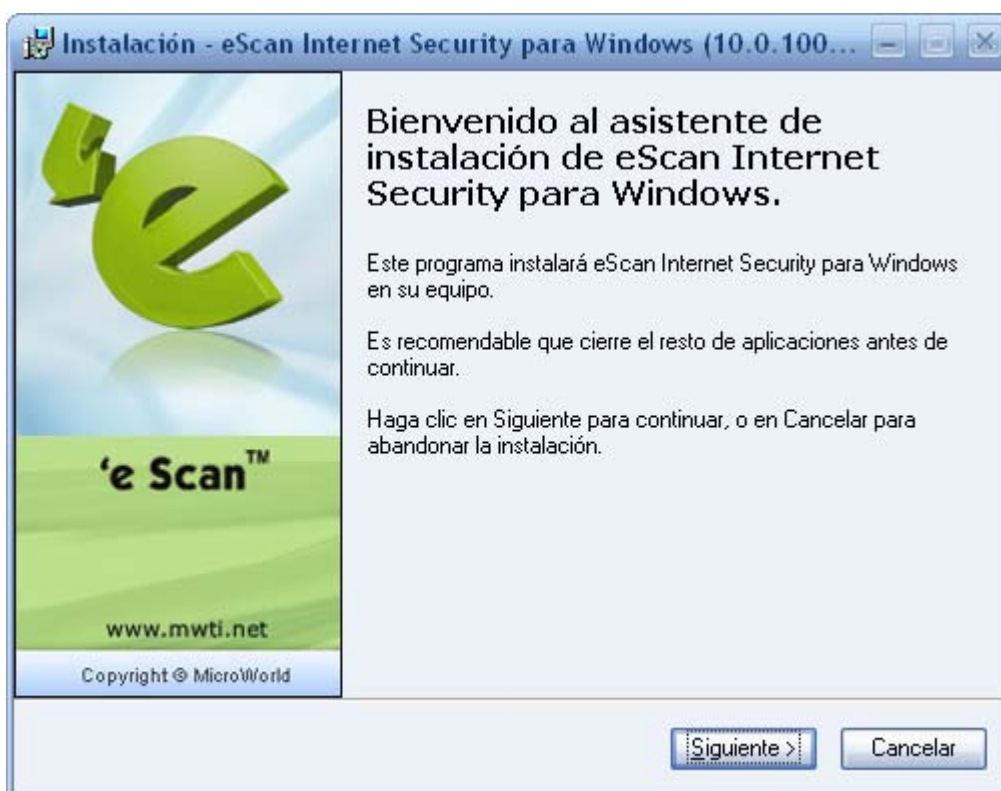 Instalación - eScan Internet Security para Windows (10.0.100...
Bienvenido al asistente de
instalación de eScan Internet
Security para Windows.
Este programa instalará eScan Internet Security para Windows
en su equipo.
Es recomendable que cierre el resto de aplicaciones antes de
continuar.
Haga clic en Siguiente para continuar, o en Cancelar para
abandonar la instalación.
e
‘e Scan™
www.mwti.net
Copyright © MicroWorld
Siguiente >
Cancelar